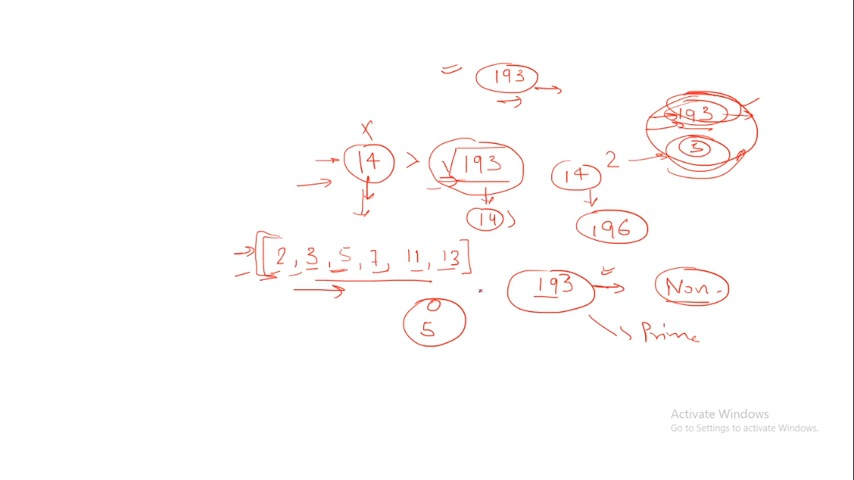 = 193
193
x
14 > √193
3
14 2
14
196
[2, 3, 5, 7, 11, 13]
193
Non.
0
5
Prime
Activate Windows
Go to Settings to activate Windows.